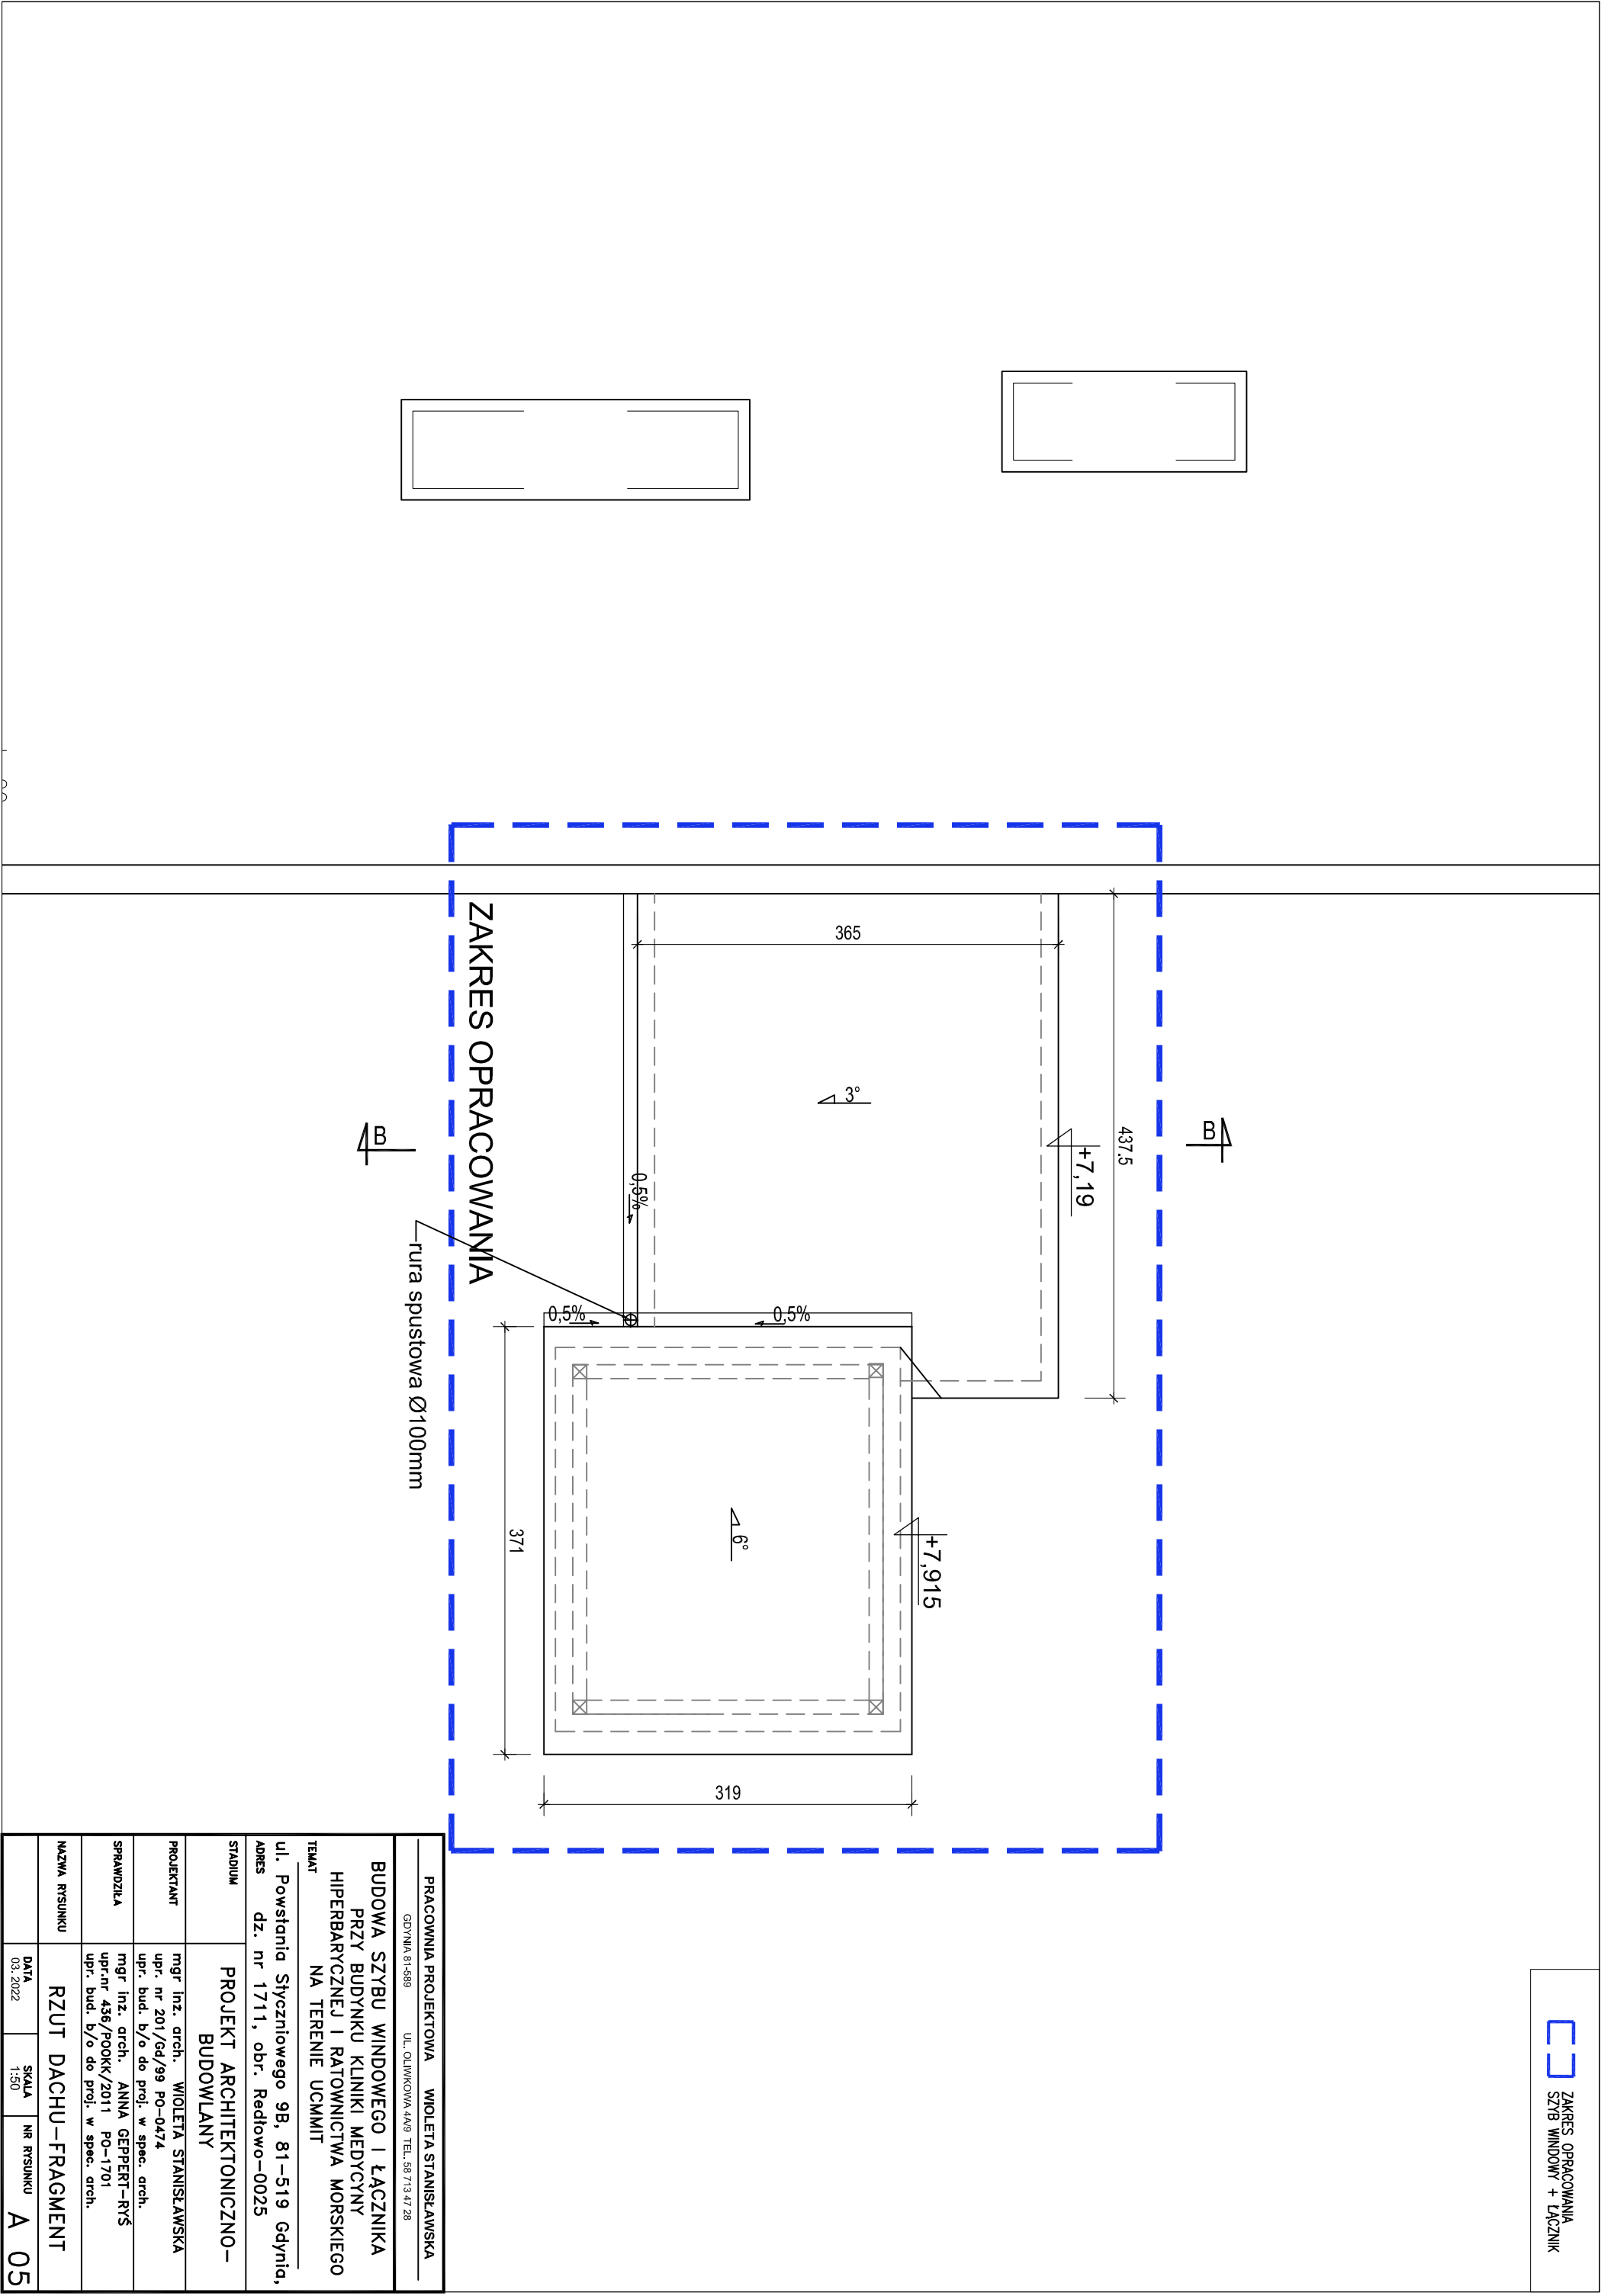 ZAKRES OPRACOWANIA
SZYB WINDOWY + ŁĄCZNIK
B
437.5
+7,19
365
3°
0,5%
ZAKRES OPRACOWANIA
B
rura spustowa Ø100mm
0,5%
0,5%
+7,915
6°
371
319
PRACOWNIA PROJEKTOWA WIOLETA STANISŁAWSKA
GDYNIA 81-589 UL. OLIWKOWA 4A/9 TEL. 58 713 47 28
BUDOWA SZYBU WINDOWEGO I ŁĄCZNIKA
PRZY BUDYNKU KLINIKI MEDYCYNY
HIPERBARYCZNEJ I RATOWNICTWA MORSKIEGO
TEMAT NA TERENIE UCMMIT
ul. Powstania Styczniowego 9B, 81-519 Gdynia,
ADRES dz. nr 1711, obr. Redłowo-0025
STADIUM PROJEKT ARCHITEKTONICZNO-
BUDOWLANY
PROJEKTANT mgr inż. arch. WIOLETA STANISŁAWSKA
upr. nr 201/Gd/99 PO-0474
upr. bud. b/o do proj. w spec. arch.
SPRAWDZIŁA mgr inż. arch. ANNA GEPPERT-RYŚ
upr.nr 436/POOKK/2011 PO-1701
upr. bud. b/o do proj. w spec. arch.
NAZWA RYSUNKU RZUT DACHU-FRAGMENT
DATA SKALA NR RYSUNKU
03. 2022 1:50 A 05